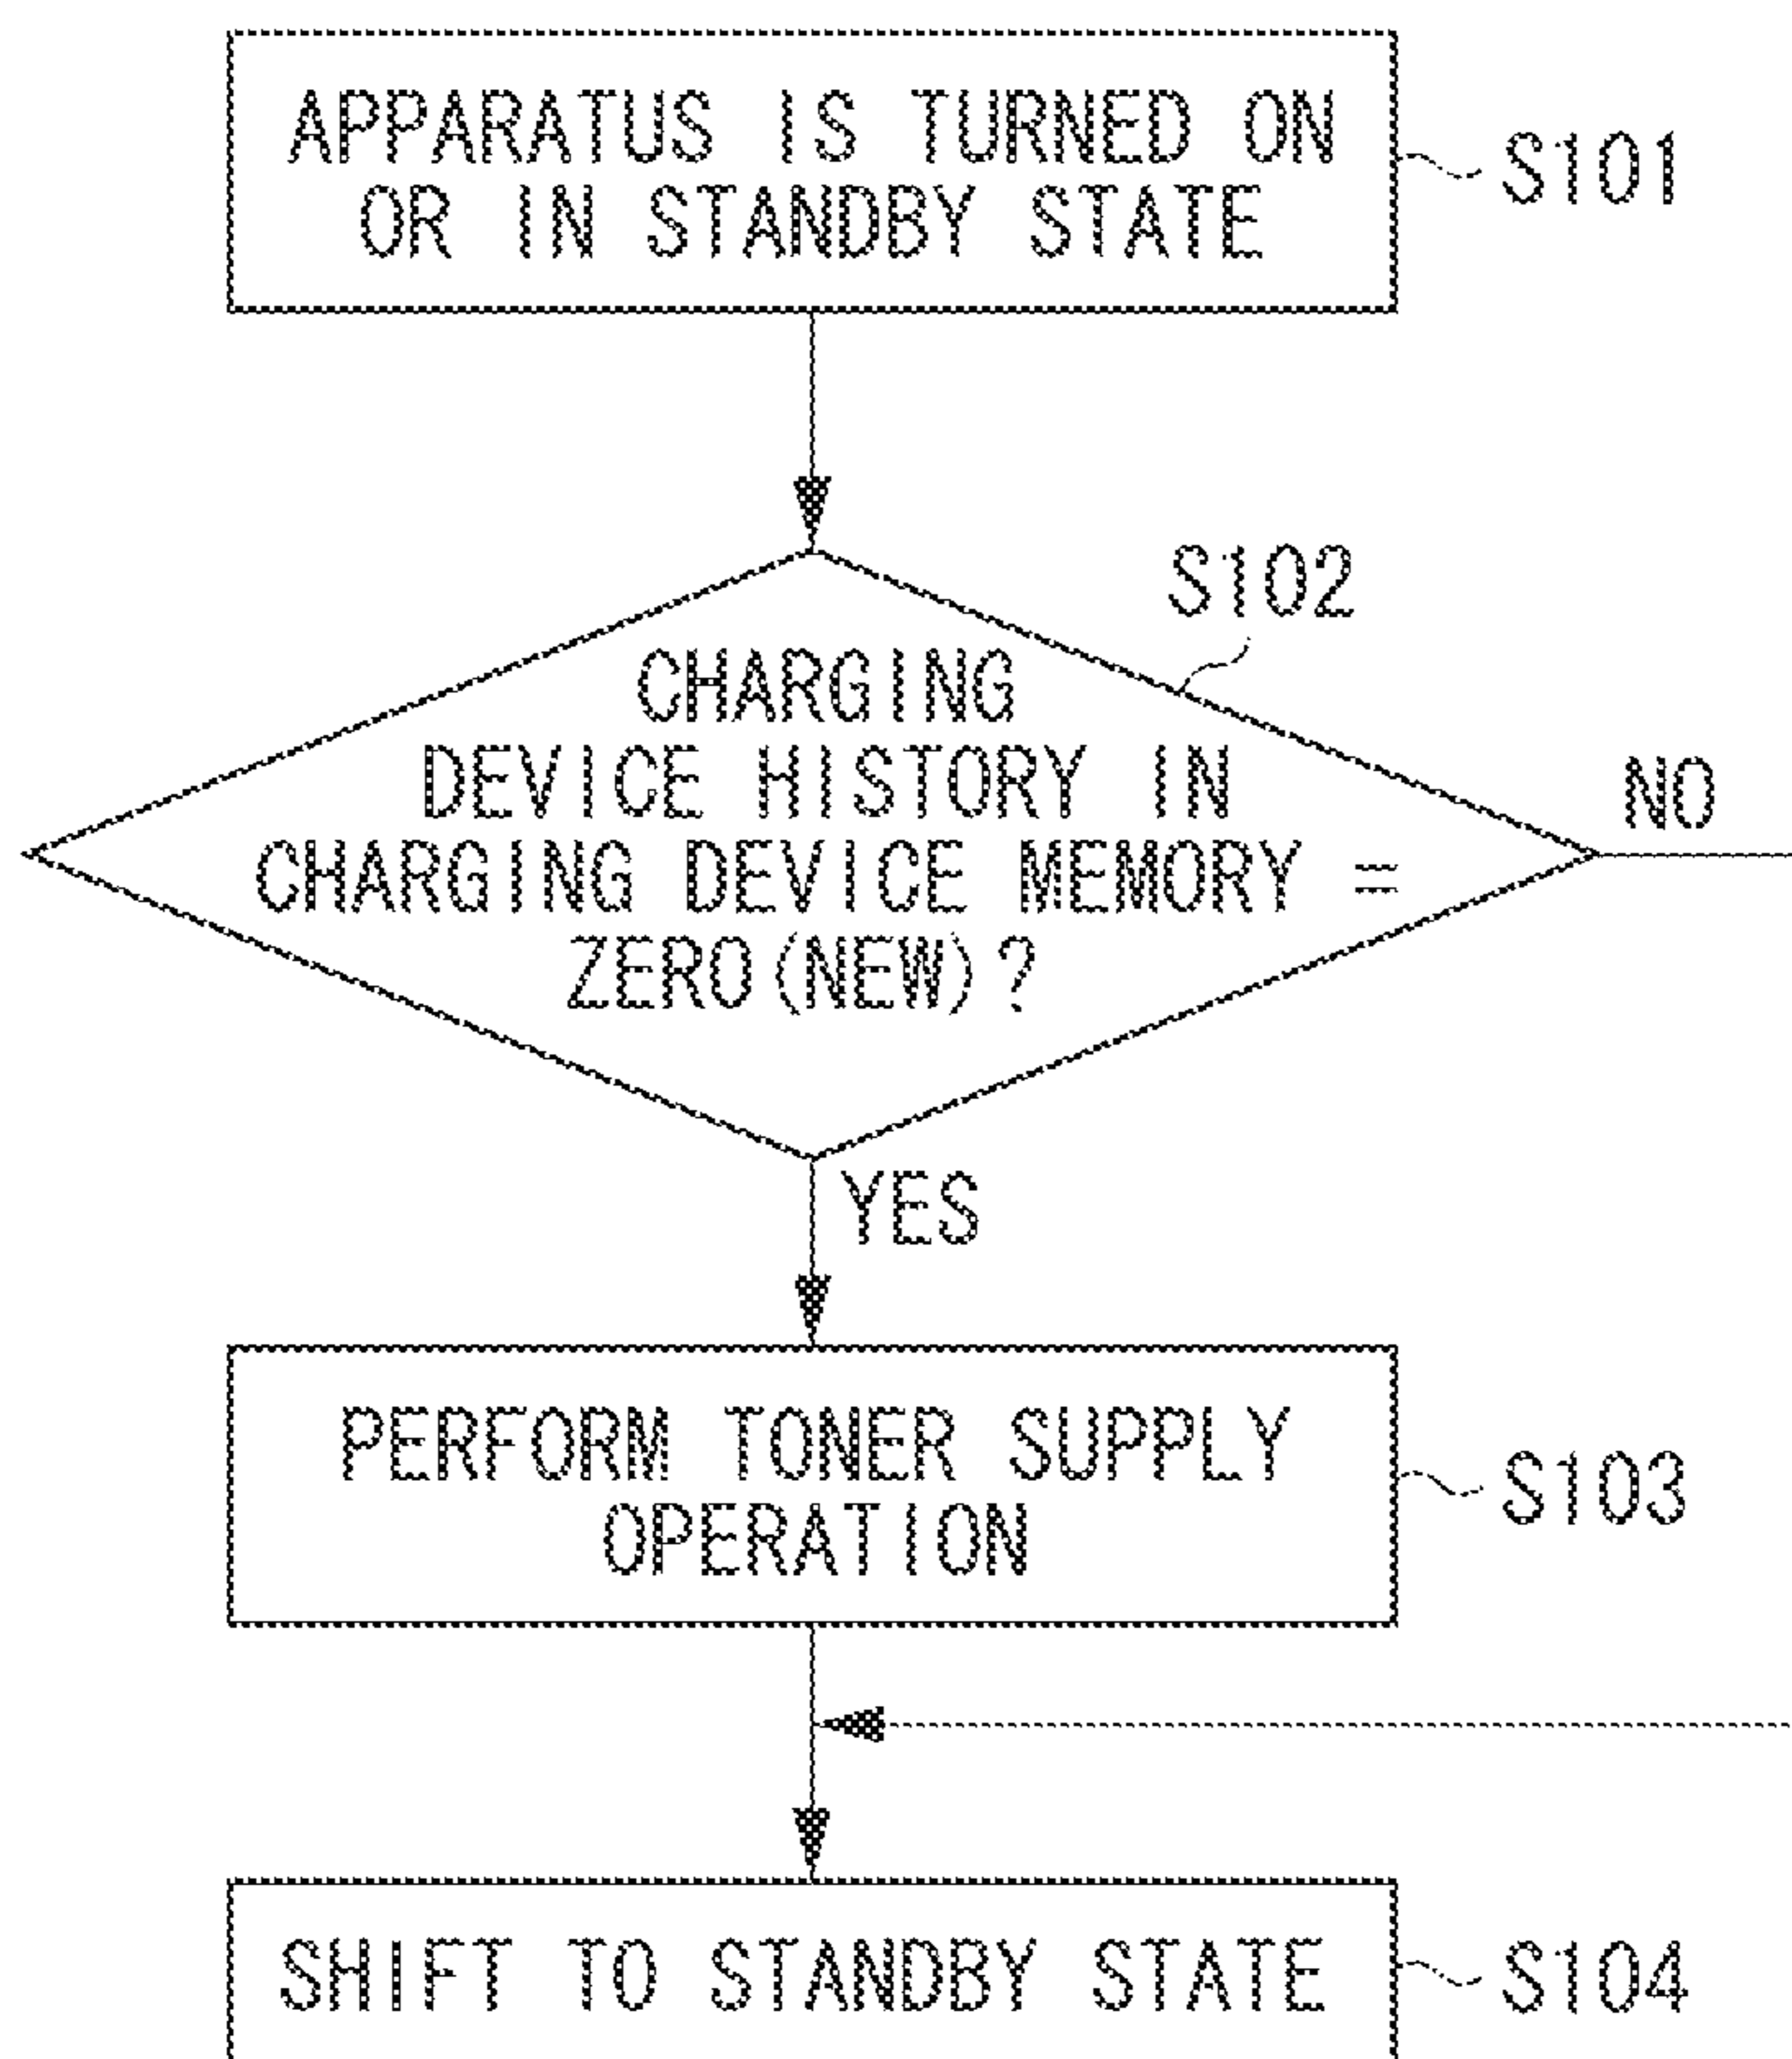 APPARATUS IS TURNED ON
OR IN STANDBY STATE
S101
S102
CHARGING
DEVICE HISTORY IN
CHARGING DEVICE MEMORY =
ZERO(NEW)?
NO
YES
PERFORM TONER SUPPLY
OPERATION
S103
SHIFT TO STANDBY STATE
S104